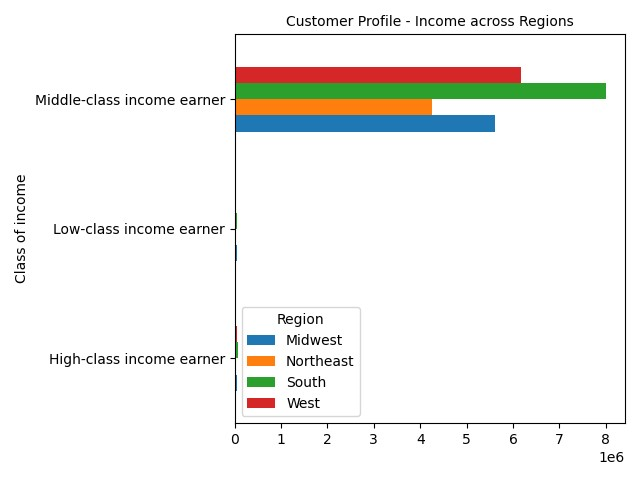 Customer Profile - Income across Regions
Class of income
Middle-class income earner
Low-class income earner
High-class income earner
Region
Midwest
Northeast
South
West
0 1 2 3 4 5 6 7 8
1e6